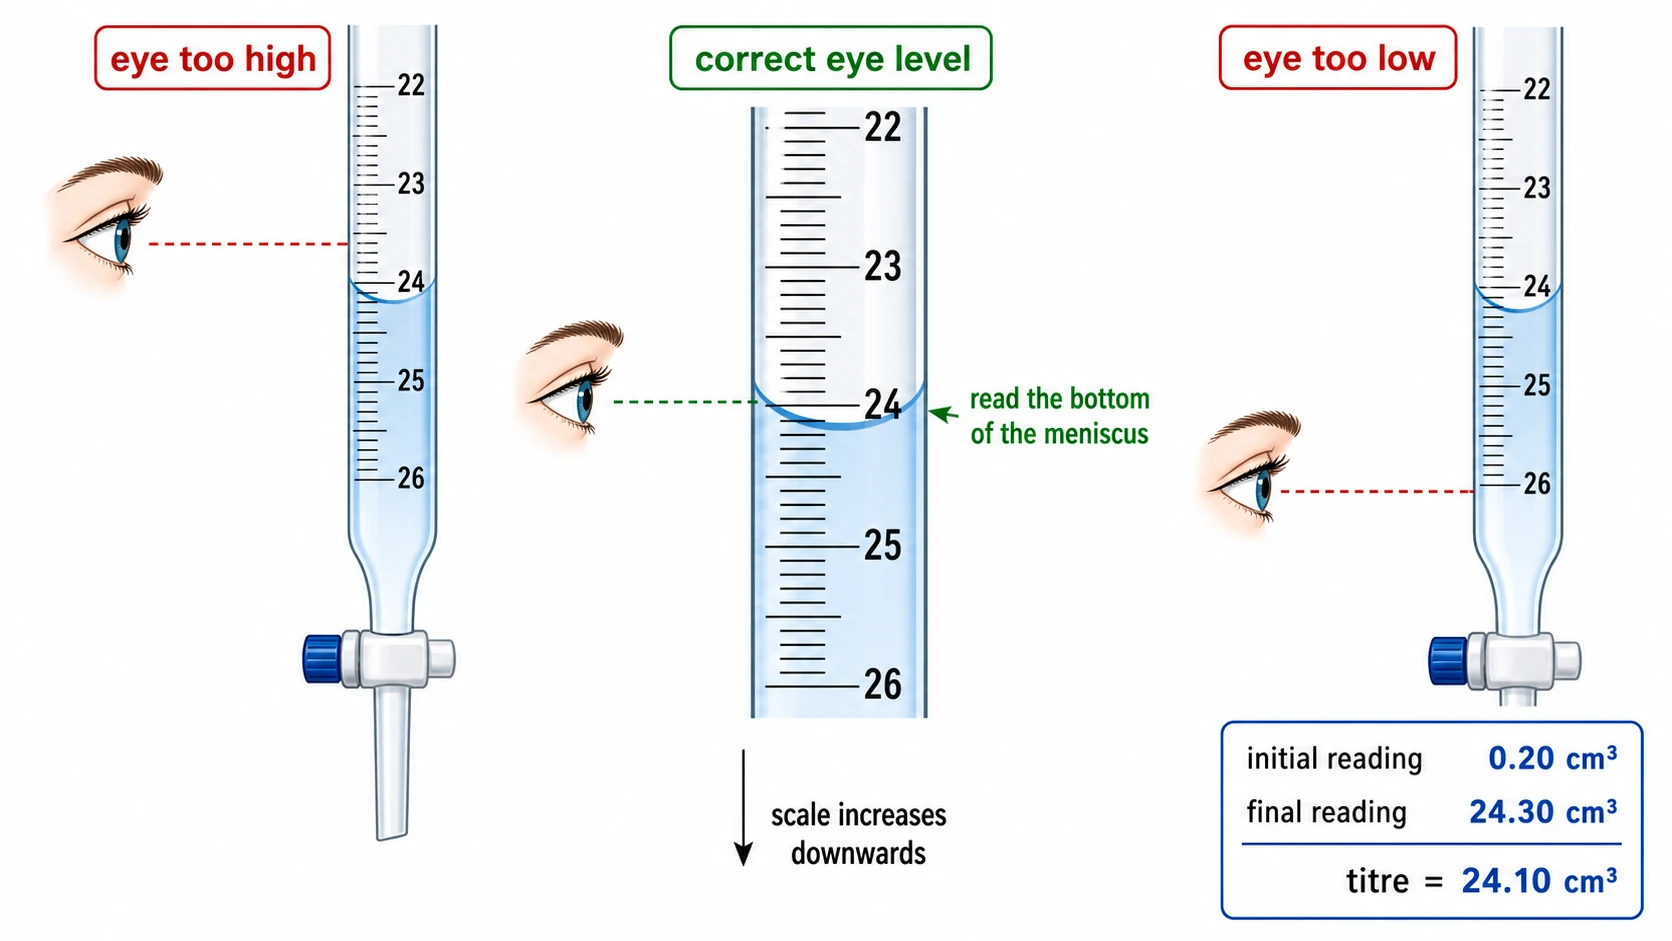 eye too high
22
23
24
25
26
correct eye level
22
23
24
25
26
read the bottom
of the meniscus
scale increases
downwards
eye too low
22
23
24
25
26
initial reading 0.20 cm³
final reading 24.30 cm³
titre = 24.10 cm³